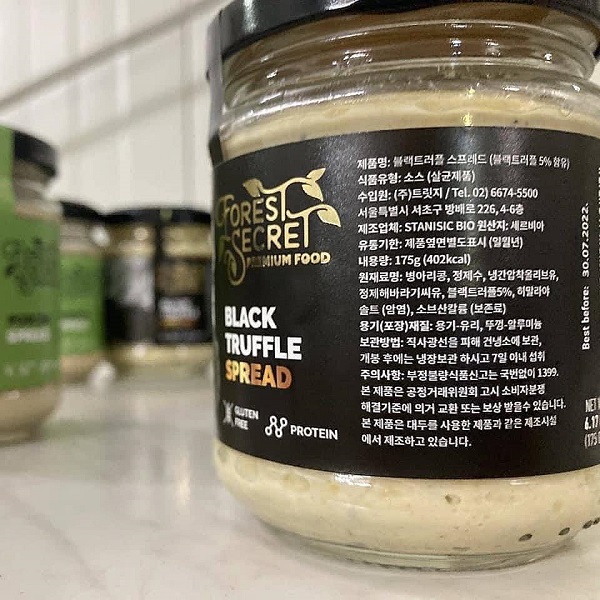 FOREST
SECRET
PREMIUM FOOD
BLACK
TRUFFLE
SPREAD
GLUTEN
FREE
PROTEIN
제품명: 블랙트러플 스프레드 (블랙트러플 5% 함유)
식품유형: 소스 (살균제품)
수입원: (주)트릿지 / Tel. 02) 6674-5500
서울특별시 서초구 방배로 226, 4-6층
제조업체: STANISIC BIO 원산지: 세르비아
유통기한: 제품옆면별도표시 (일월년)
내용량: 175g (402kcal)
원재료명: 병아리콩, 정제수, 냉간압착올리브유,
정제해바라기씨유, 블랙트러플5%, 히말라야
솔트 (암염), 소브산칼륨 (보존료)
용기(포장)재질: 용기-유리, 뚜껑-알루미늄
보관방법: 직사광선을 피해 건냉소에 보관,
개봉 후에는 냉장보관 하시고 7일 이내 섭취
주의사항: 부정불량식품신고는 국번없이 1399.
본 제품은 공정거래위원회 고시 소비자분쟁
해결기준에 의거 교환 또는 보상 받을수 있습니다.
본 제품은 대두를 사용한 제품과 같은 제조시설
에서 제조하고 있습니다.
Best before: 30.07.2022.
NET
6.17
(175
SPREAD